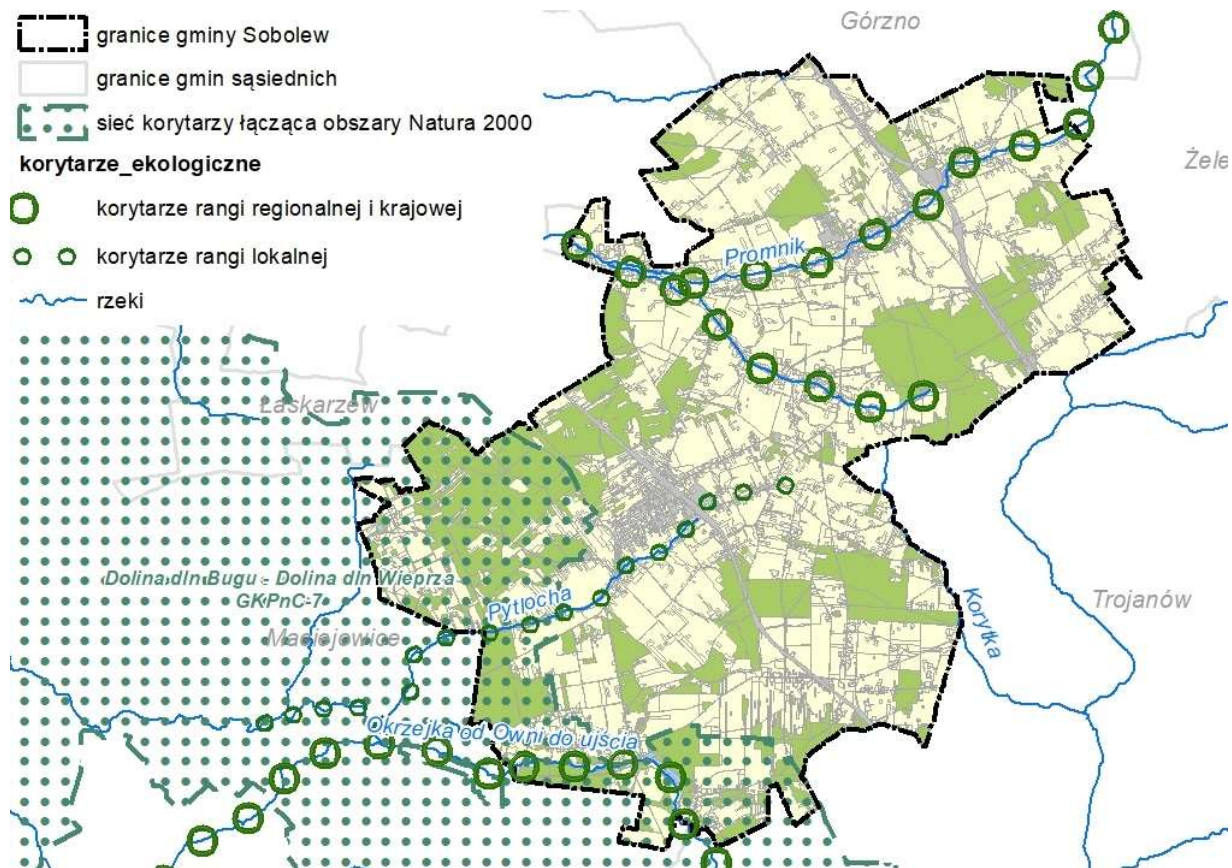 granice gminy Sobolew
granice gmin sąsiednich
sieć korytarzy łącząca obszary Natura 2000
korytarze_ekologiczne
korytarze rangi regionalnej i krajowej
korytarze rangi lokalnej
rzeki
Górzno
Żele
Promnik
Łaskarzew
Dolina dln Bugu - Dolina dln Wieprza
GKPnC-7
Maciejowice
Pytlocha
Korytka
Trojanów
Okrzejka od Owni do ujścia